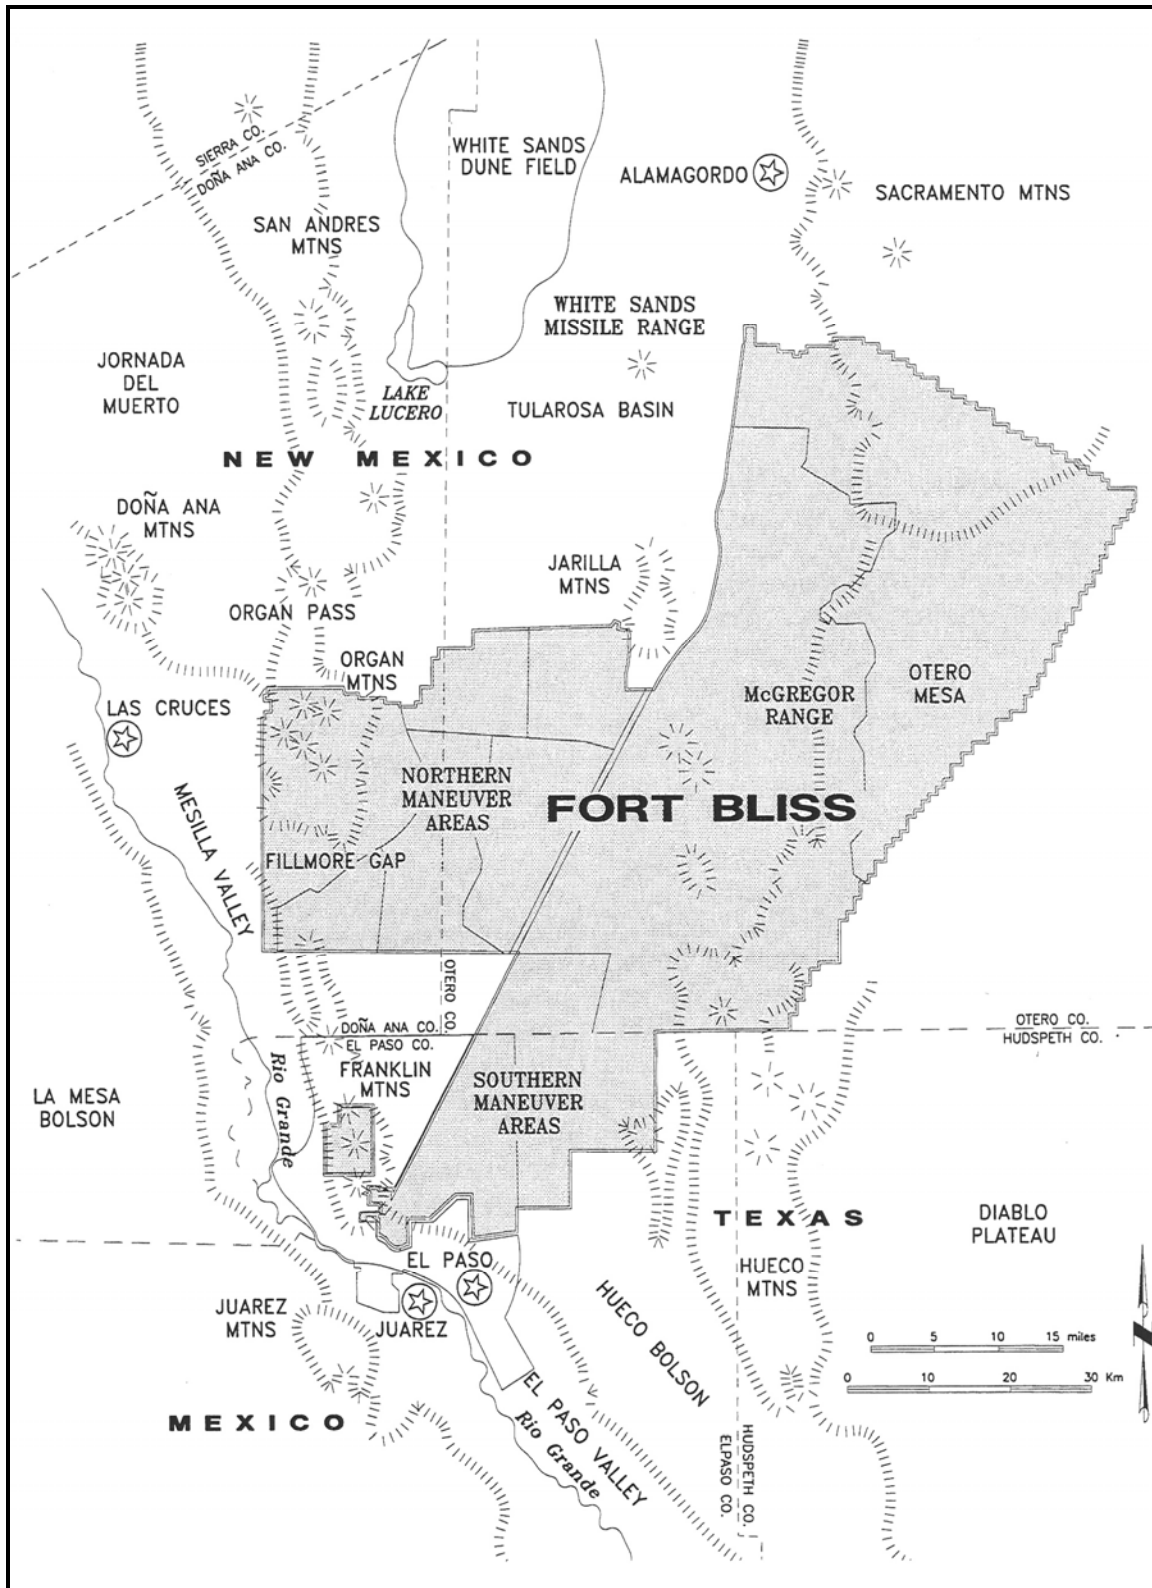 SIERRA CO.
DOÑA ANA CO.
WHITE SANDS
DUNE FIELD
ALAMAGORDO
SACRAMENTO MTNS
SAN ANDRES
MTNS
WHITE SANDS
MISSILE RANGE
JORNADA
DEL
MUERTO
LAKE
LUCERO
TULAROSA BASIN
NEW MEXICO
DOÑA ANA
MTNS
JARILLA
MTNS
ORGAN PASS
ORGAN
MTNS
OTERO
MESA
McGREGOR
RANGE
LAS CRUCES
NORTHERN
MANEUVER
AREAS
FORT BLISS
MESILLA VALLEY
FILLMORE GAP
OTERO CO.
DOÑA ANA CO.
EL PASO CO.
OTERO CO.
HUDSPETH CO.
FRANKLIN
MTNS
SOUTHERN
MANEUVER
AREAS
LA MESA
BOLSON
Rio Grande
TEXAS
DIABLO
PLATEAU
EL PASO
HUECO
MTNS
JUAREZ
MTNS
JUAREZ
HUECO BOLSON
0 5 10 15 miles
0 10 20 30 Km
N
EL PASO VALLEY
Rio Grande
MEXICO
HUDSPETH CO.
ELPASO CO.